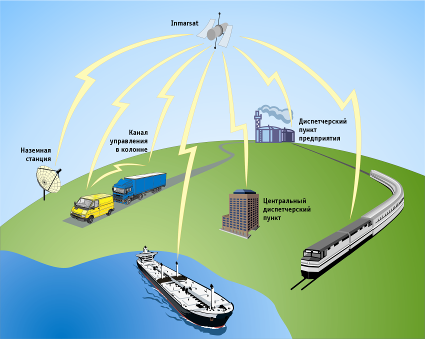 Inmarsat
Канал
управления
в колонне
Диспетчерский
пункт
предприятия
Наземная
станция
Центральный
диспетчерский
пункт